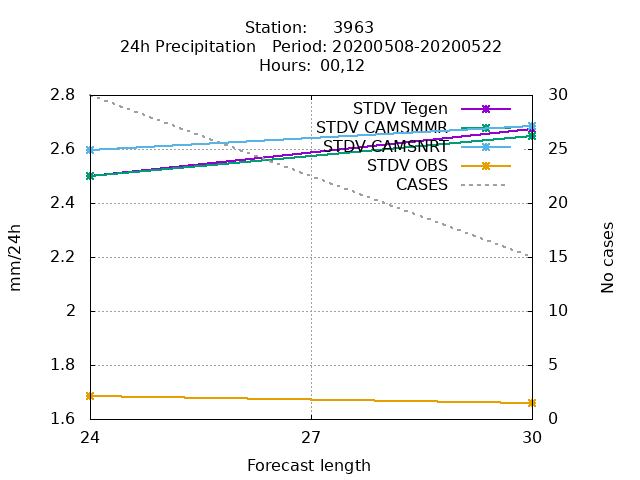 Station: 3963
24h Precipitation Period: 20200508-20200522
Hours: 00,12
2.8
2.6
2.4
2.2
2
1.8
1.6
30
25
20
15
10
5
0
STDV Tegen
STDV CAMSMMR
STDV CAMSNRT
STDV OBS
CASES
mm/24h
No cases
24 27 30
Forecast length